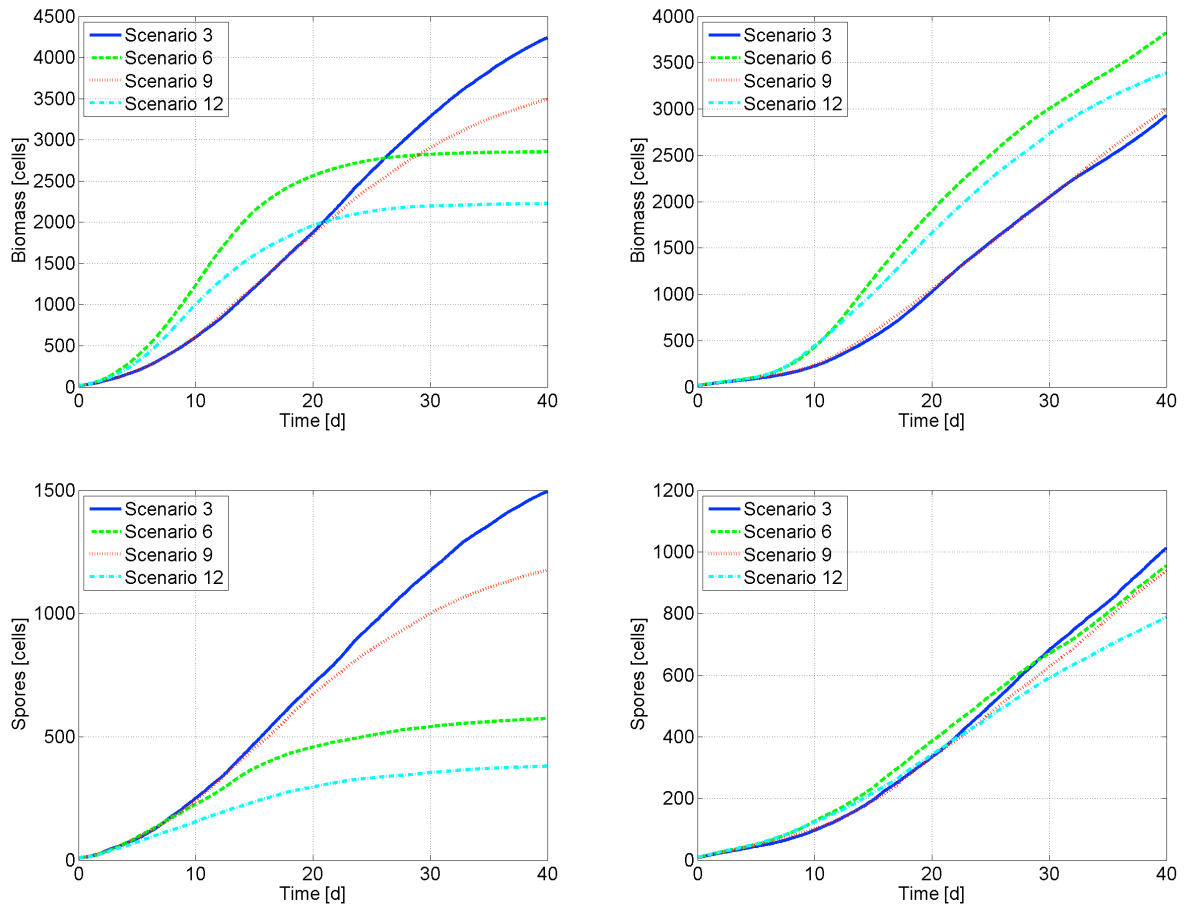 4500
4000
3500
3000
2500
2000
1500
1000
500
0
Biomass [cells]
Scenario 3
Scenario 6
Scenario 9
Scenario 12
0 10 20 30 40
Time [d]
4000
3500
3000
2500
2000
1500
1000
500
0
Biomass [cells]
Scenario 3
Scenario 6
Scenario 9
Scenario 12
0 10 20 30 40
Time [d]
1500
1000
500
0
Spores [cells]
Scenario 3
Scenario 6
Scenario 9
Scenario 12
0 10 20 30 40
Time [d]
1200
1000
800
600
400
200
0
Spores [cells]
Scenario 3
Scenario 6
Scenario 9
Scenario 12
0 10 20 30 40
Time [d]